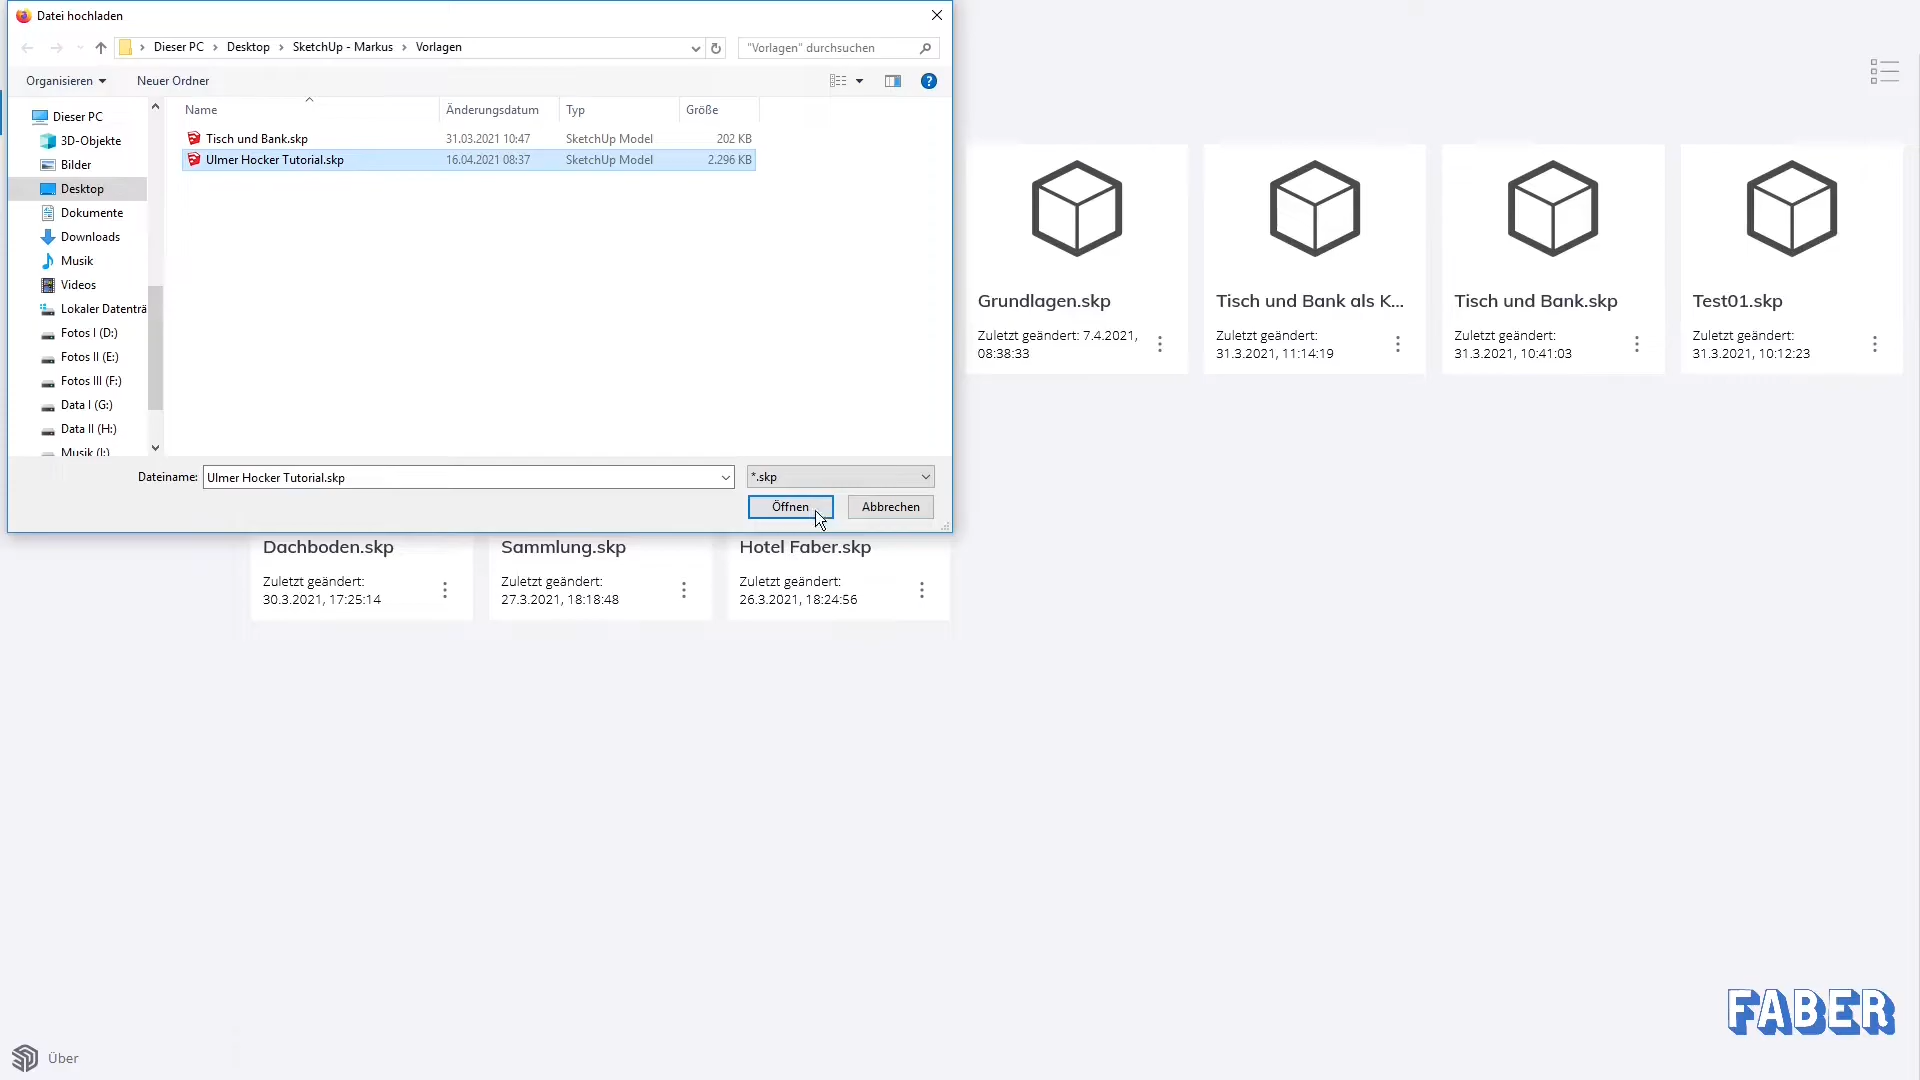 Datei hochladen
Dieser PC > Desktop > SketchUp - Markus > Vorlagen
"Vorlagen" durchsuchen
Organisieren
Neuer Ordner
Dieser PC
3D-Objekte
Bilder
Desktop
Dokumente
Downloads
Musik
Videos
Lokaler Datenträ
Fotos I (D:)
Fotos II (E:)
Fotos III (F:)
Data I (G:)
Data II (H:)
Musik (I:)
Name Änderungsdatum Typ Größe
Tisch und Bank.skp 31.03.2021 10:47 SketchUp Model 202 KB
Ulmer Hocker Tutorial.skp 16.04.2021 08:37 SketchUp Model 2.296 KB
Dateiname: Ulmer Hocker Tutorial.skp *.skp
Öffnen Abbrechen
Grundlagen.skp
Zuletzt geändert: 7.4.2021,
08:38:33
Tisch und Bank als K...
Zuletzt geändert:
31.3.2021, 11:14:19
Tisch und Bank.skp
Zuletzt geändert:
31.3.2021, 10:41:03
Test01.skp
Zuletzt geändert:
31.3.2021, 10:12:23
Dachboden.skp
Zuletzt geändert:
30.3.2021, 17:25:14
Sammlung.skp
Zuletzt geändert:
27.3.2021, 18:18:48
Hotel Faber.skp
Zuletzt geändert:
26.3.2021, 18:24:56
FABER
Über